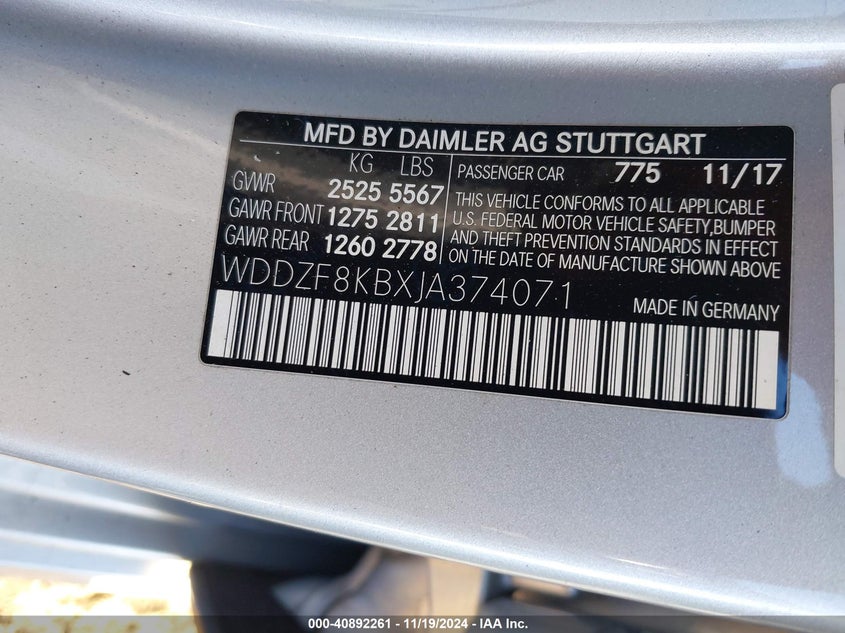 MFD BY DAIMLER AG STUTTGART
KG LBS
GVWR 2525 5567
GAWR FRONT 1275 2811
GAWR REAR 1260 2778
PASSENGER CAR 775 11/17
THIS VEHICLE CONFORMS TO ALL APPLICABLE
U.S. FEDERAL MOTOR VEHICLE SAFETY,BUMPER
AND THEFT PREVENTION STANDARDS IN EFFECT
ON THE DATE OF MANUFACTURE SHOWN ABOVE.
WDDZF8KBXJA374071
MADE IN GERMANY
000-40892261 - 11/19/2024 - IAA Inc.